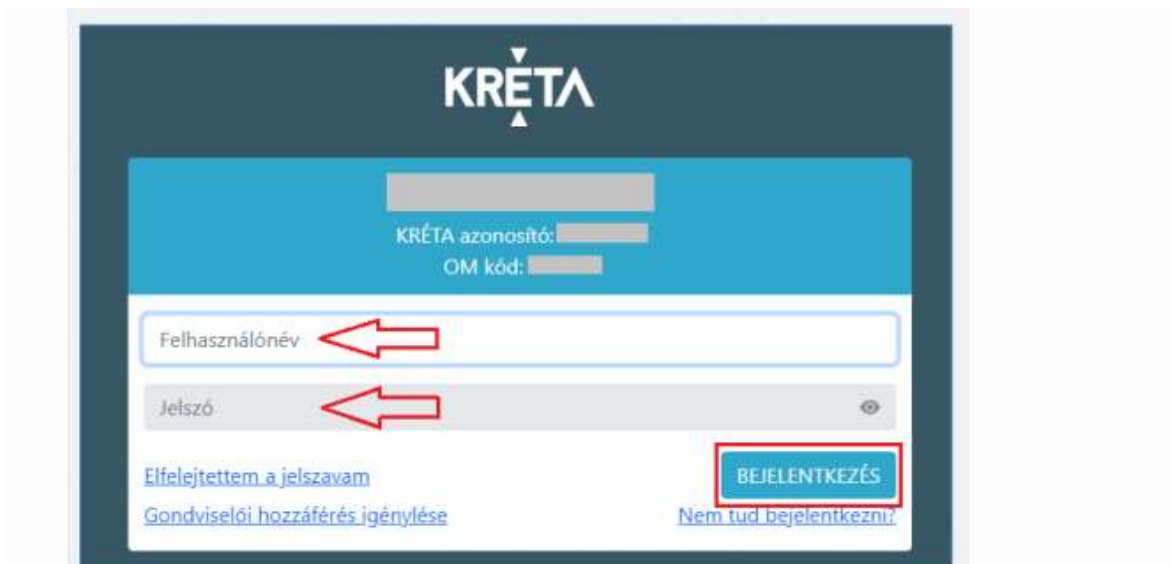 KRÉTA
KRÉTA azonosító:
OM kód:
Felhasználónév
Jelszó
Elfelejtettem a jelszavam
BEJELENTKEZÉS
Gondviselői hozzáférés igénylése
Nem tud bejelentkezni?